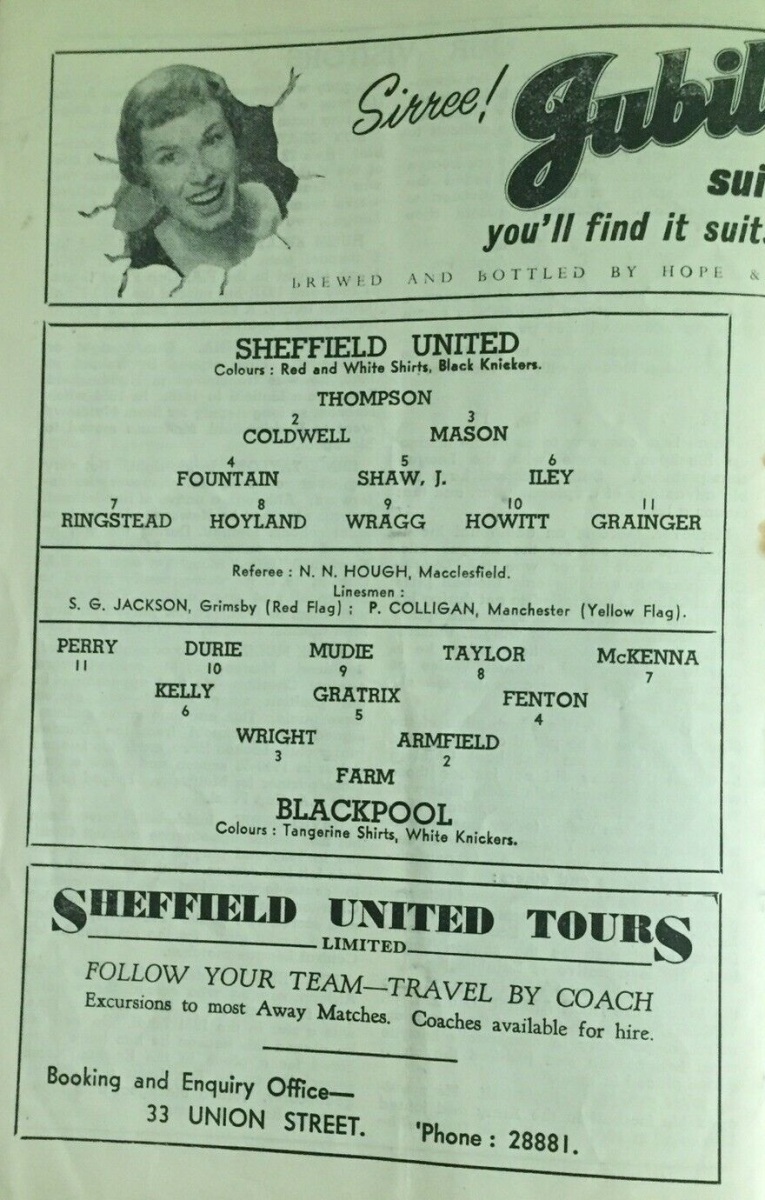 Sirree! Jubil
sui
you'll find it suit
BREWED AND BOTTLED BY HOPE &
SHEFFIELD UNITED
Colours : Red and White Shirts, Black Knickers.
THOMPSON
2 3
COLDWELL MASON
4 5 6
FOUNTAIN SHAW, J. ILEY
7 8 9 10 11
RINGSTEAD HOYLAND WRAGG HOWITT GRAINGER
Referee : N. N. HOUGH, Macclesfield.
Linesmen :
S. G. JACKSON, Grimsby (Red Flag) ; P. COLLIGAN, Manchester (Yellow Flag).
PERRY DURIE MUDIE TAYLOR McKENNA
11 10 9 8 7
KELLY GRATRIX FENTON
6 5 4
WRIGHT ARMFIELD
3 2
FARM
BLACKPOOL
Colours : Tangerine Shirts, White Knickers.
SHEFFIELD UNITED TOURS
LIMITED
FOLLOW YOUR TEAM—TRAVEL BY COACH
Excursions to most Away Matches. Coaches available for hire.
Booking and Enquiry Office—
33 UNION STREET. 'Phone : 28881.